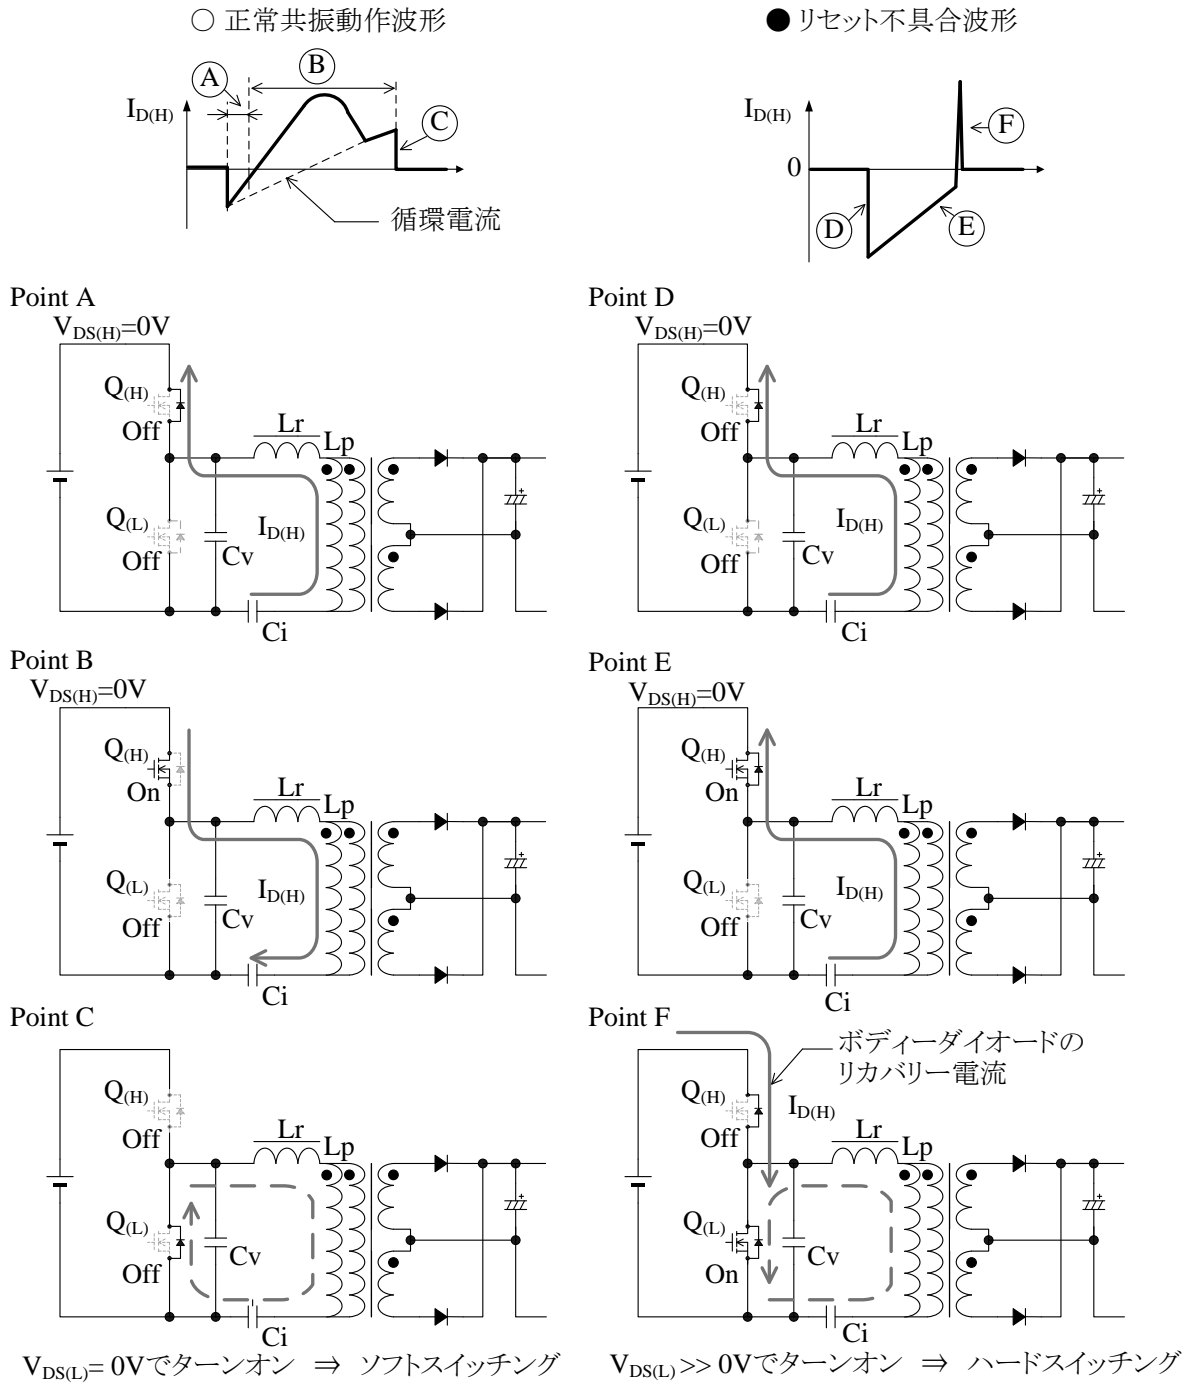 ○ 正常共振動作波形
A
B
C
I_D(H)
循環電流
● リセット不具合波形
I_D(H)
0
D
E
F
Point A
V_DS(H)=0V
Q(H)
Off
Lr
Lp
Q(L)
Off
I_D(H)
Cv
Ci
Point D
V_DS(H)=0V
Q(H)
Off
Lr
Lp
Q(L)
Off
I_D(H)
Cv
Ci
Point B
V_DS(H)=0V
Q(H)
On
Lr
Lp
Q(L)
Off
I_D(H)
Cv
Ci
Point E
V_DS(H)=0V
Q(H)
On
Lr
Lp
Q(L)
Off
I_D(H)
Cv
Ci
Point C
Q(H)
Off
Lr
Lp
Q(L)
Off
Cv
Ci
V_DS(L)= 0Vでターンオン ⇒ ソフトスイッチング
Point F
ボディーダイオードの
リカバリー電流
Q(H)
Off
I_D(H)
Lr
Lp
Q(L)
On
Cv
Ci
V_DS(L) >> 0Vでターンオン ⇒ ハードスイッチング